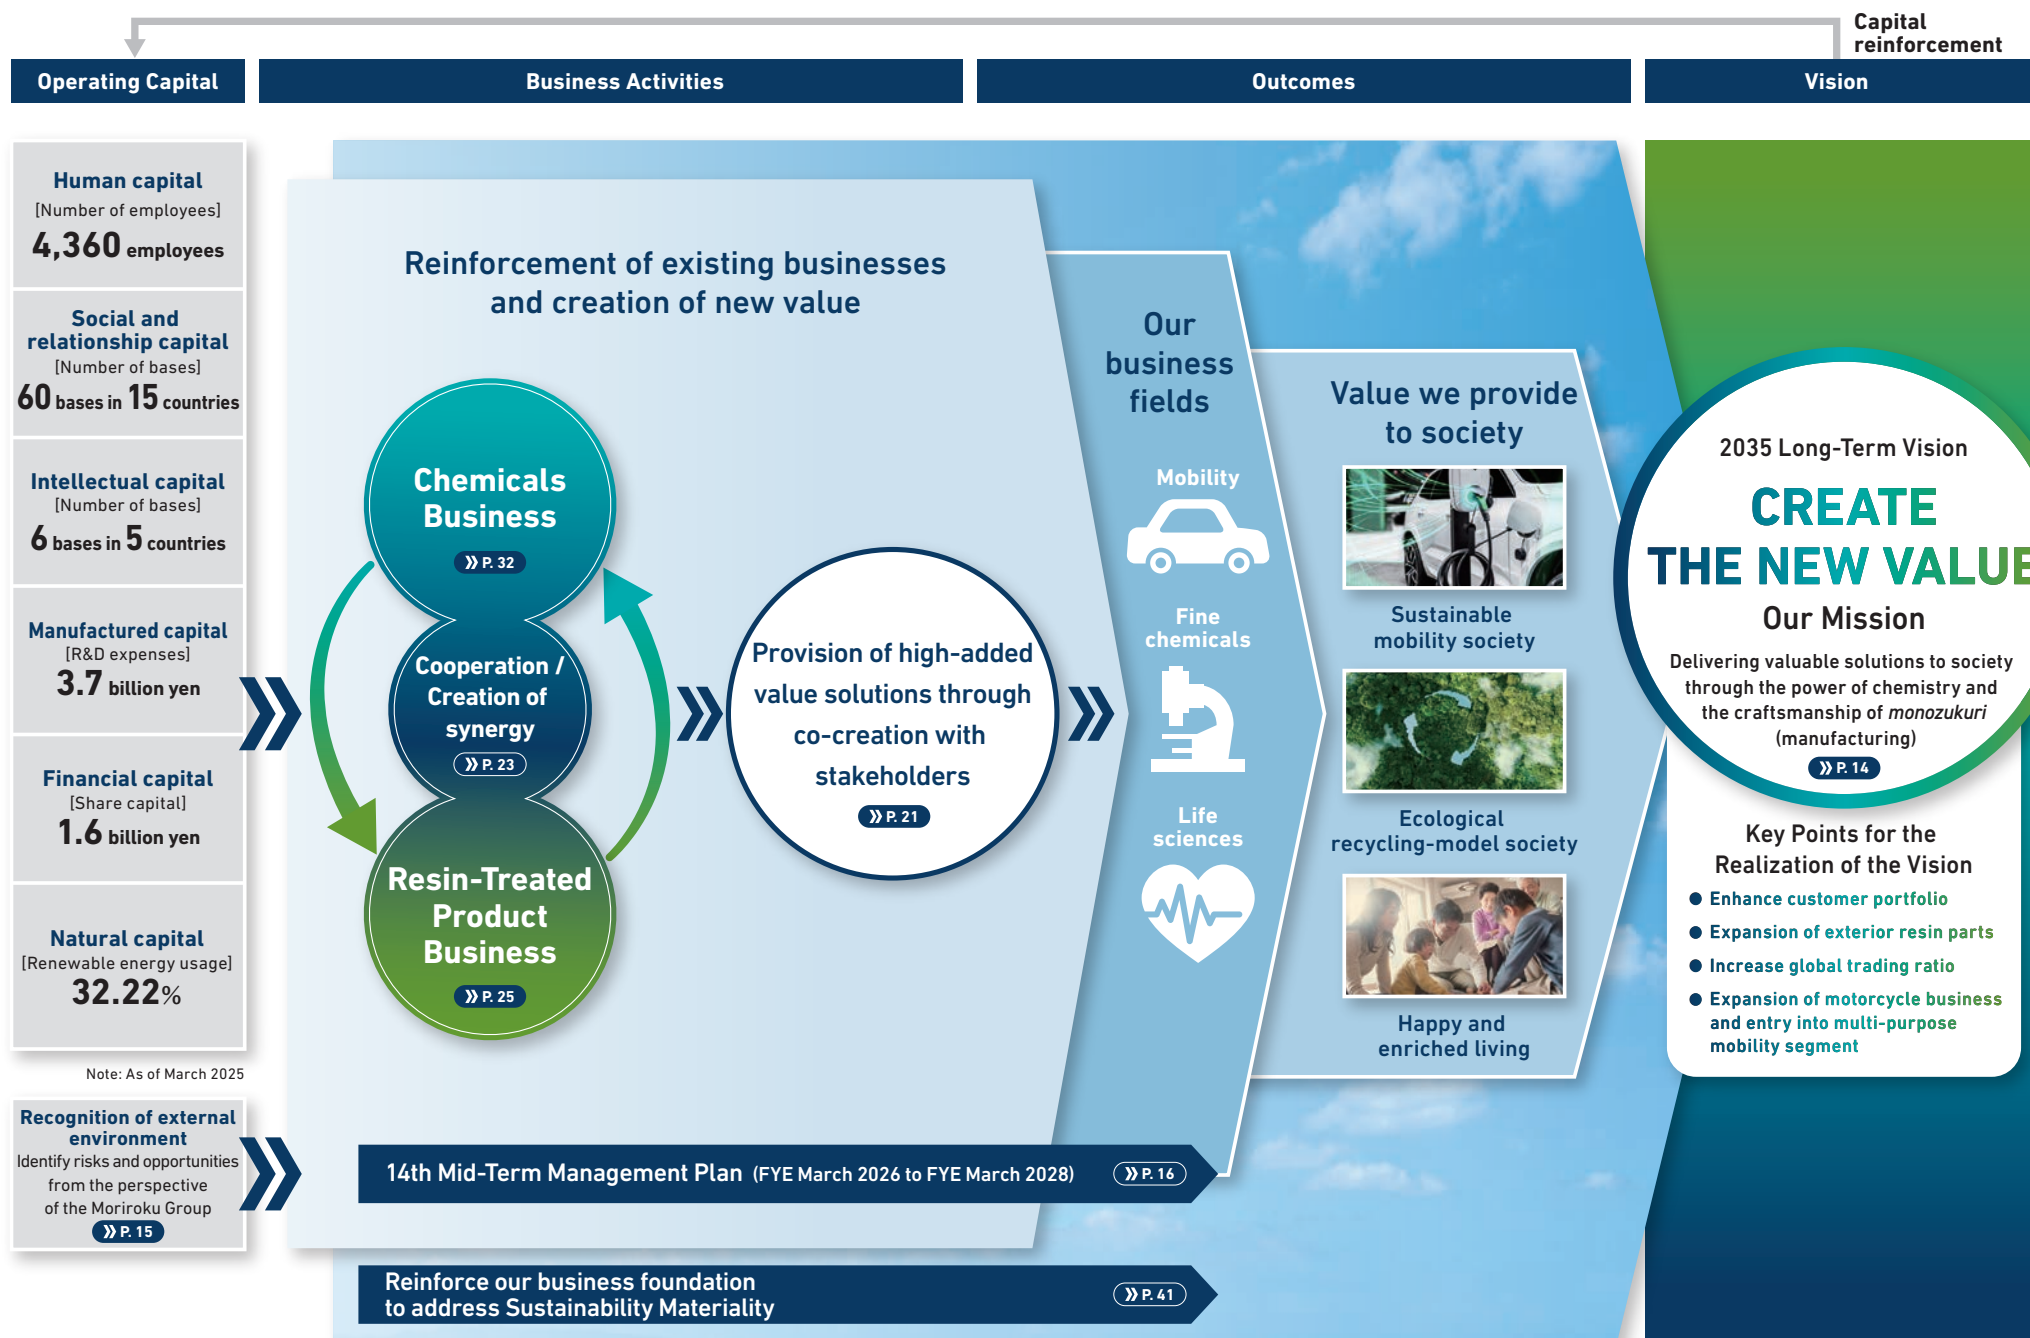 Capital
reinforcement
Operating Capital
Business Activities
Outcomes
Vision
Human capital
[Number of employees]
4,360 employees
Social and
relationship capital
[Number of bases]
60 bases in 15 countries
Intellectual capital
[Number of bases]
6 bases in 5 countries
Manufactured capital
[R&D expenses]
3.7 billion yen
Financial capital
[Share capital]
1.6 billion yen
Natural capital
[Renewable energy usage]
32.22%
Note: As of March 2025
Recognition of external
environment
Identify risks and opportunities
from the perspective
of the Moriroku Group
P. 15
Reinforcement of existing businesses
and creation of new value
Chemicals
Business
P. 32
Cooperation /
Creation of
synergy
P. 23
Resin-Treated
Product
Business
P. 25
Provision of high-added
value solutions through
co-creation with
stakeholders
P. 21
14th Mid-Term Management Plan (FYE March 2026 to FYE March 2028)
P. 16
Reinforce our business foundation
to address Sustainability Materiality
P. 41
Our
business
fields
Mobility
Fine
chemicals
Life
sciences
Value we provide
to society
Sustainable
mobility society
Ecological
recycling-model society
Happy and
enriched living
2035 Long-Term Vision
CREATE
THE NEW VALUE
Our Mission
Delivering valuable solutions to society
through the power of chemistry and
the craftsmanship of monozukuri
(manufacturing)
P. 14
Key Points for the
Realization of the Vision
● Enhance customer portfolio
● Expansion of exterior resin parts
● Increase global trading ratio
● Expansion of motorcycle business
and entry into multi-purpose
mobility segment